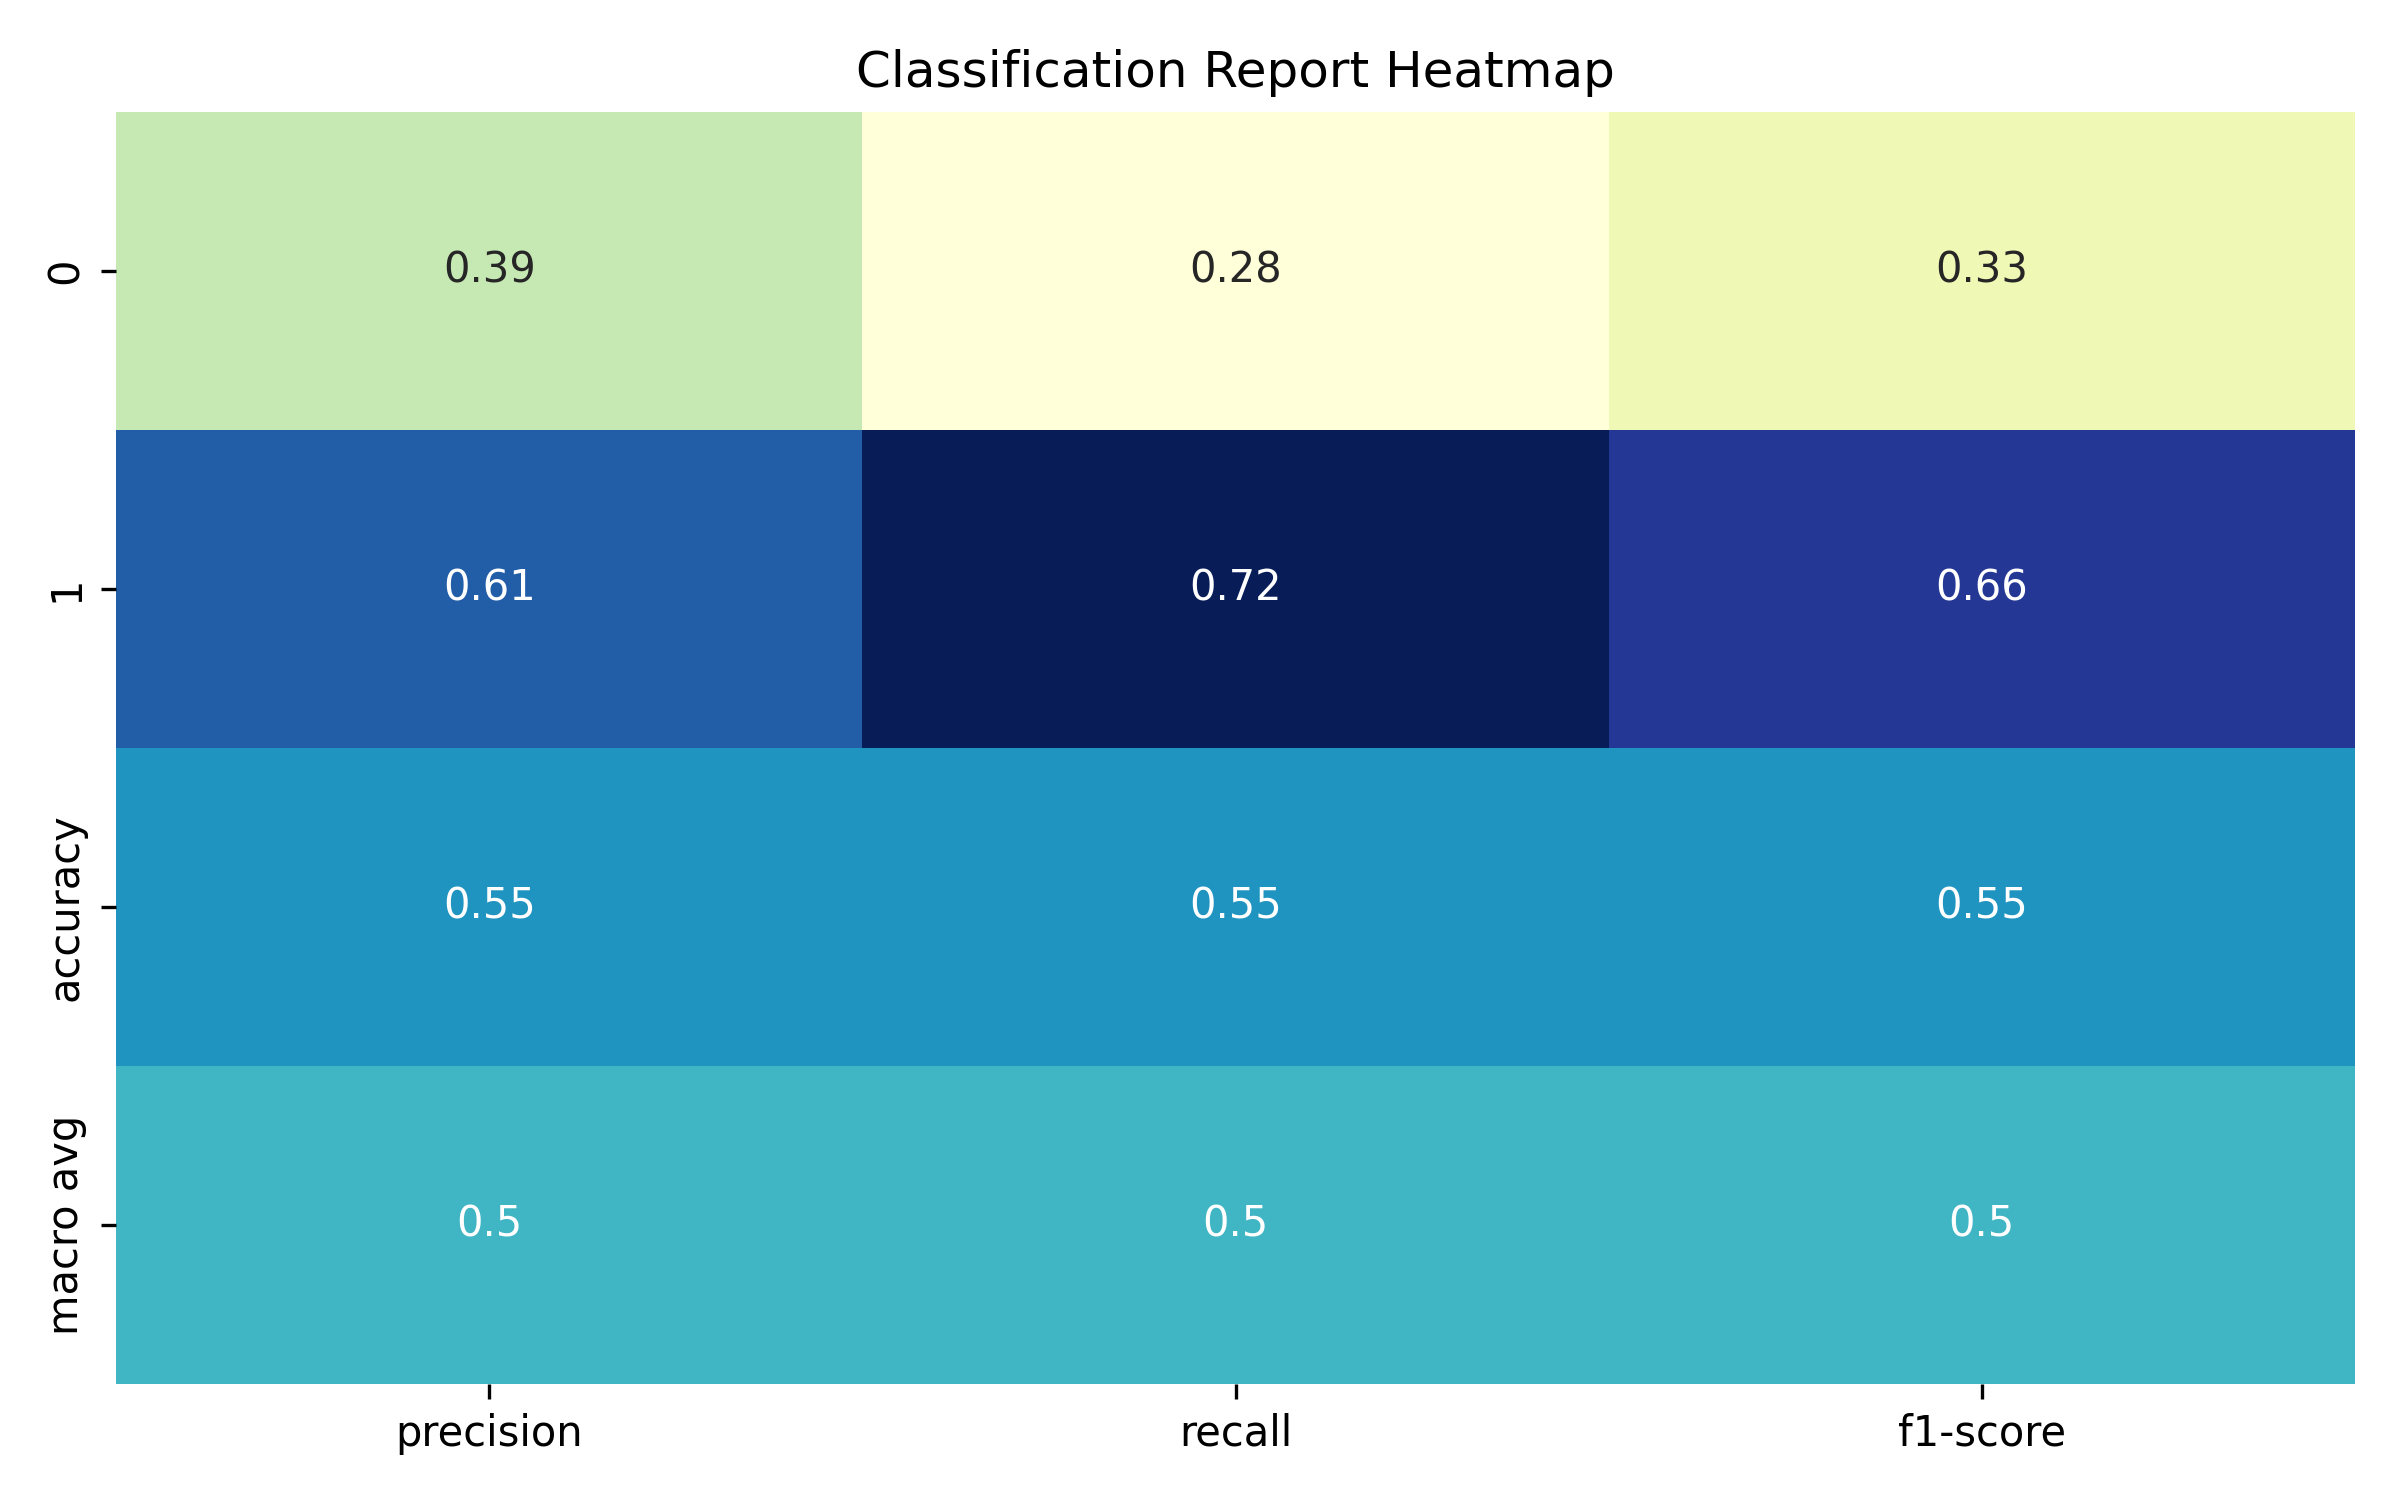 Classification Report Heatmap
0 0.39 0.28 0.33
1 0.61 0.72 0.66
accuracy 0.55 0.55 0.55
macro avg 0.5 0.5 0.5
precision recall f1-score